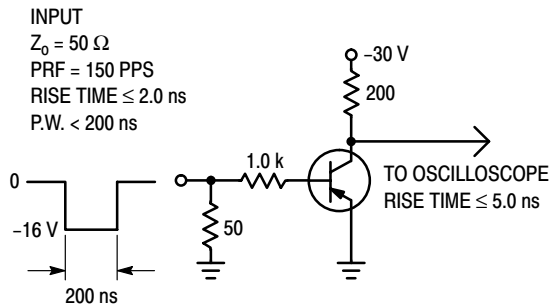 INPUT
Zo = 50 Ω
PRF = 150 PPS
RISE TIME ≤ 2.0 ns
P.W. < 200 ns
−30 V
200
1.0 k
TO OSCILLOSCOPE
RISE TIME ≤ 5.0 ns
0
50
−16 V
200 ns